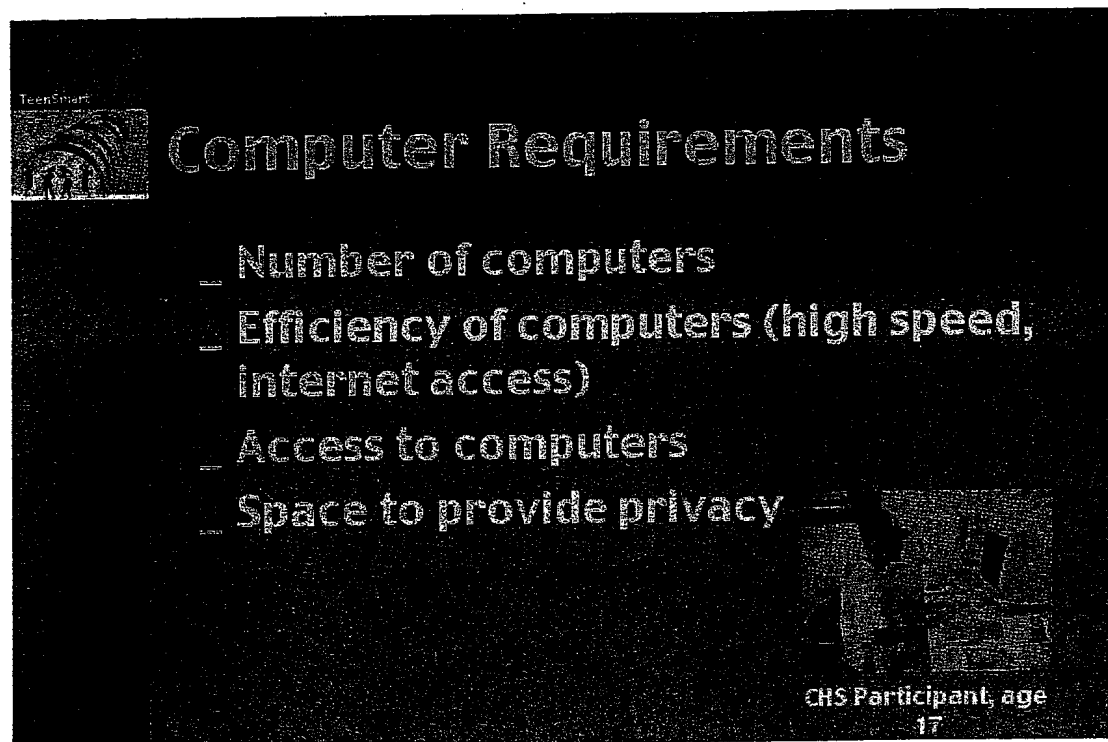 TeenSmart
Computer Requirements
_ Number of computers
_ Efficiency of computers (high speed,
internet access)
_ Access to computers
_ Space to provide privacy
CHS Participant, age
17